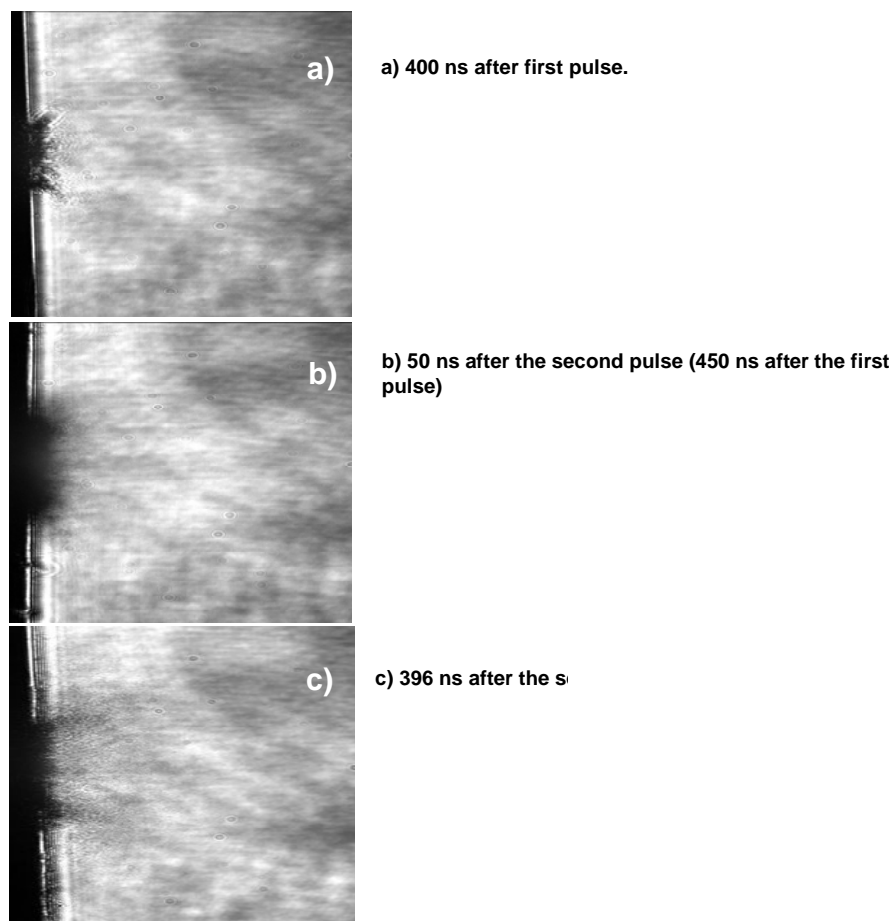 a)
a) 400 ns after first pulse.
b)
b) 50 ns after the second pulse (450 ns after the first
pulse)
c)
c) 396 ns after the